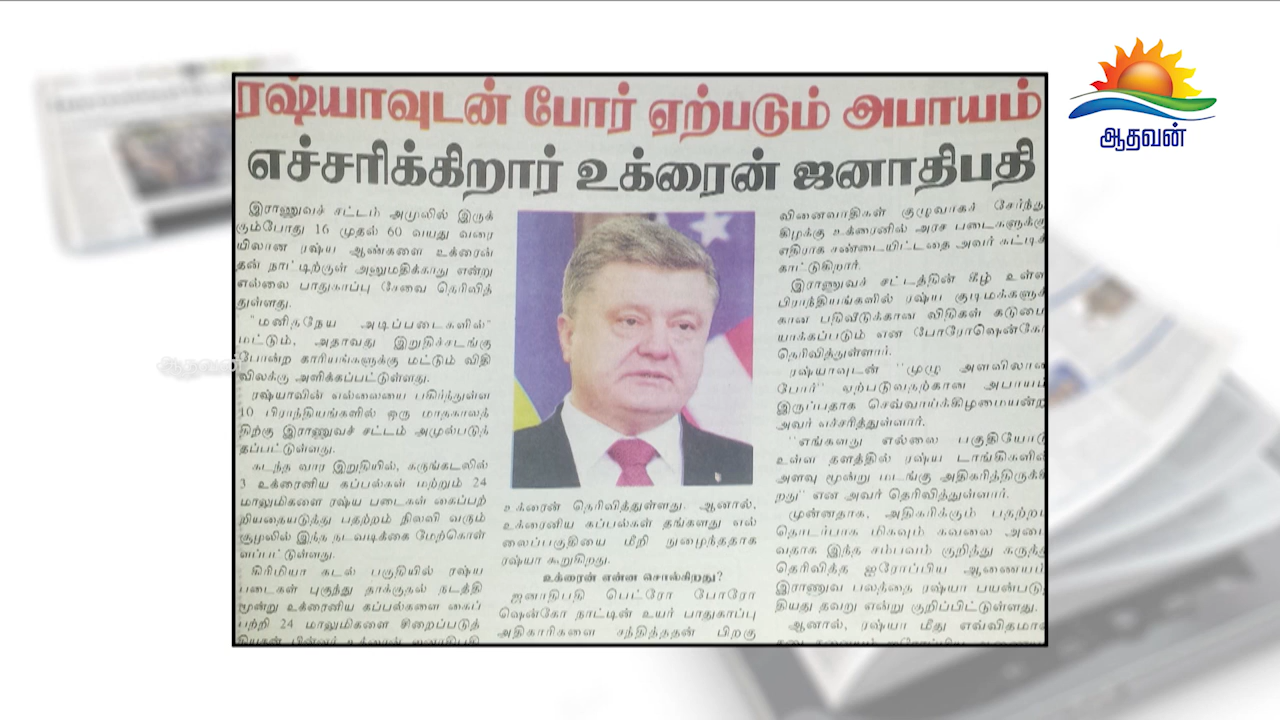 ஆதவன்
ரஷ்யாவுடன் போர் ஏற்படும் அபாயம்
எச்சரிக்கிறார் உக்ரைன் ஜனாதிபதி
இராணுவச் சட்டம் அமுலில் இருக்
கும்போது 16 முதல் 60 வயது வரை
யிலான ரஷ்ய ஆண்களை உக்ரைன்
தன் நாட்டிற்குள் அனுமதிக்காது என்று
எல்லை பாதுகாப்பு சேவை தெரிவித்
துள்ளது.
"மனிதநேய அடிப்படைகளில்"
மட்டும், அதாவது இறுதிச்சடங்கு
போன்ற காரியங்களுக்கு மட்டும் விதி
விலக்கு அளிக்கப்பட்டுள்ளது.
ரஷ்யாவின் எல்லையை பகிர்ந்துள்ள
10 பிராந்தியங்களில் ஒரு மாதகாலத்
திற்கு இராணுவச் சட்டம் அமுல்படுத்
தப்பட்டுள்ளது.
கடந்த வார இறுதியில், கருங்கடலில்
3 உக்ரைனிய கப்பல்கள் மற்றும் 24
மாலுமிகளை ரஷ்ய படைகள் கைப்பற்
றியதையடுத்து பதற்றம் நிலவி வரும்
சூழலில் இந்த நடவடிக்கை மேற்கொள்
ளப்பட்டுள்ளது.
கிரிமியா கடல் பகுதியில் ரஷ்ய
படைகள் புகுந்து தாக்குதல் நடத்தி
மூன்று உக்ரைனிய கப்பல்களை கைப்
பற்றி 24 மாலுமிகளை சிறைப்படுத்
தியதன் பின்னர் உக்ரைன் ஜனாதிபதி
உக்ரைன் தெரிவித்துள்ளது. ஆனால்,
உக்ரைனிய கப்பல்கள் தங்களது எல்
லைப்பகுதியை மீறி நுழைந்ததாக
ரஷ்யா கூறுகிறது.
உக்ரைன் என்ன சொல்கிறது?
ஜனாதிபதி பெட்ரோ போரோ
ஷென்கோ நாட்டின் உயர் பாதுகாப்பு
அதிகாரிகளை சந்தித்ததன் பிறகு
வினைவாதிகள் குழுவாகச் சேர்ந்து
கிழக்கு உக்ரைனில் அரச படைகளுக்கு
எதிராக சண்டையிட்டதை அவர் சுட்டிக்
காட்டுகிறார்.
இராணுவச் சட்டத்தின் கீழ் உள்ள
பிராந்தியங்களில் ரஷ்ய குடிமக்களுக்
கான பதிவீடுக்கான விதிகள் கடுமை
யாக்கப்படும் என போரோஷென்கோ
தெரிவித்துள்ளார்.
ரஷ்யாவுடன் "முழு அளவிலான
போர்" ஏற்படுவதற்கான அபாயம்
இருப்பதாக செவ்வாய்க்கிழமையன்று
அவர் எச்சரித்துள்ளார்.
"எங்களது எல்லை பகுதியோடு
உள்ள தளத்தில் ரஷ்ய டாங்கிகளின்
அளவு மூன்று மடங்கு அதிகரித்திருக்கி
றது" என அவர் தெரிவித்துள்ளார்.
முன்னதாக, அதிகரிக்கும் பதற்றம்
தொடர்பாக மிகவும் கவலை அடை
வதாக இந்த சம்பவம் குறித்து கருத்து
தெரிவித்த ஐரோப்பிய ஆணையம்
இராணுவ பலத்தை ரஷ்யா பயன்படுத்
தியது தவறு என்று குறிப்பிட்டுள்ளது.
ஆனால், ரஷ்யா மீது எவ்விதமான
ஆதவன்